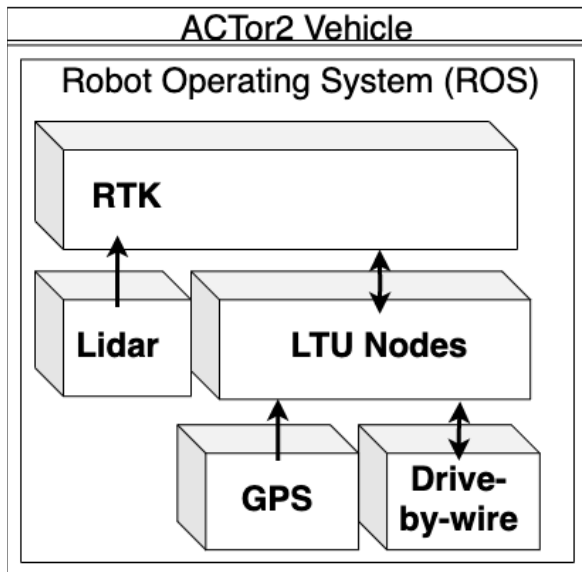 ACTor2 Vehicle
Robot Operating System (ROS)
RTK
Lidar
LTU Nodes
GPS
Drive-
by-wire